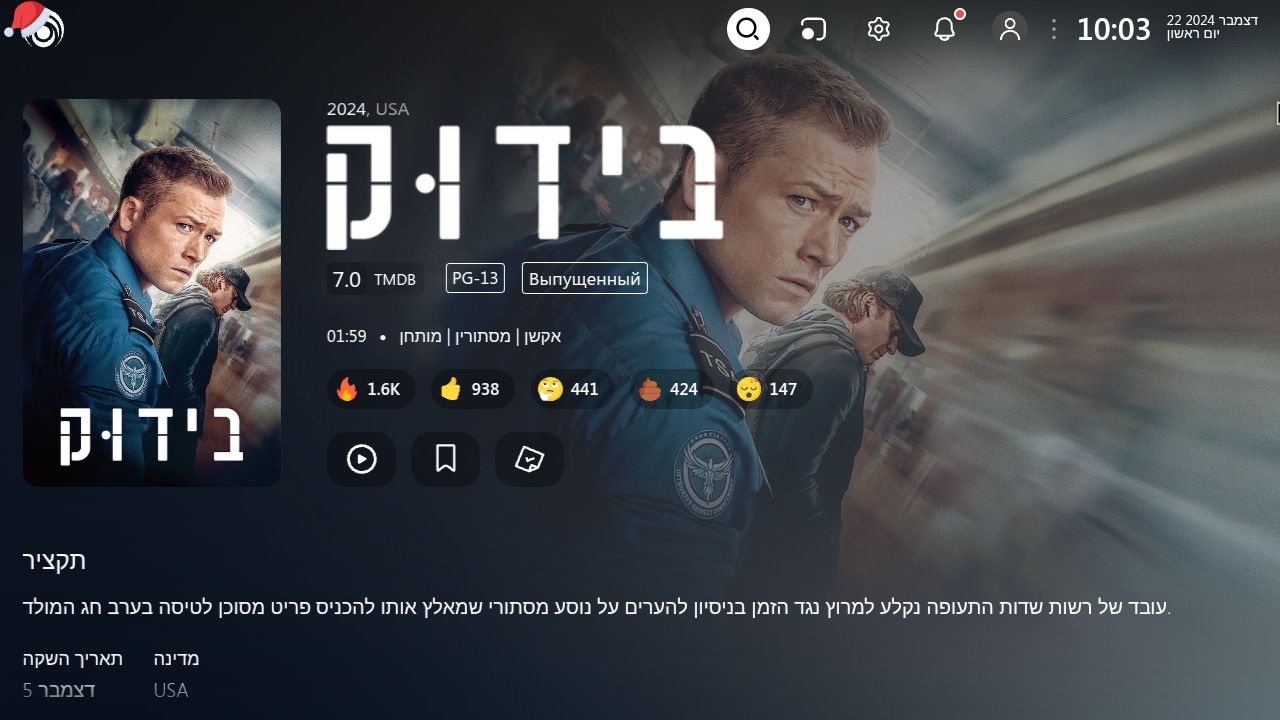 10:03
22 דצמבר 2024
יום ראשון
2024, USA
בידוק
7.0 TMDB PG-13 Выпущенный
01:59 • אקשן | מסתורין | מותחן
1.6K 938 441 424 147
בידוק
תקציר
עובד של רשות שדות התעופה נקלע למרוץ נגד הזמן בניסיון להערים על נוסע מסתורי שמאלץ אותו להכניס פריט מסוכן לטיסה בערב חג המולד.
תאריך השקה מדינה
5 דצמבר USA